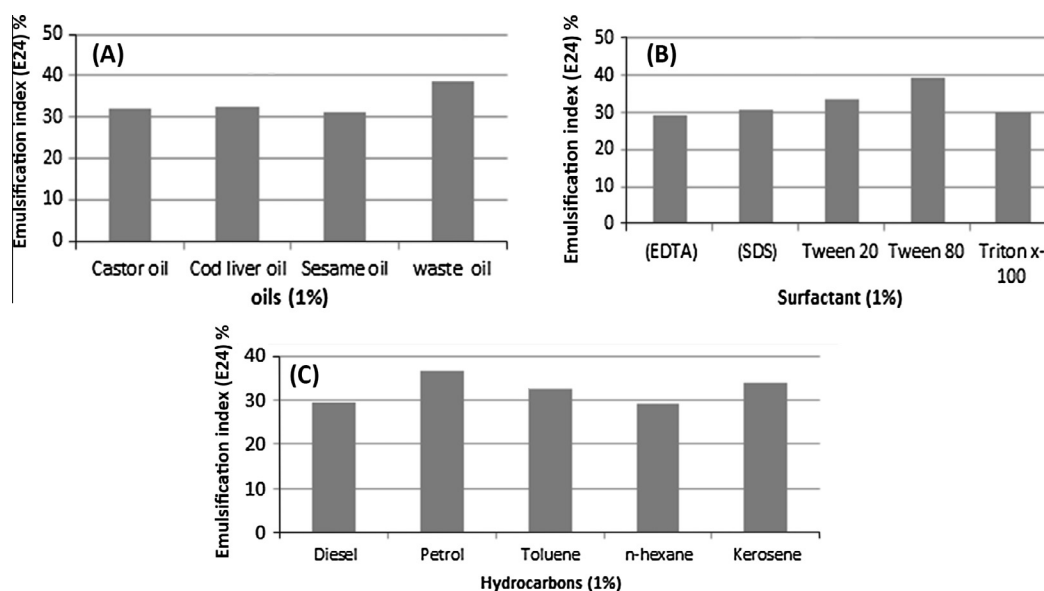 (A)
Emulsification index (E24) %
50
40
30
20
10
0
Castor oil Cod liver oil Sesame oil waste oil
oils (1%)
(B)
Emulsification index (E24) %
50
40
30
20
10
0
(EDTA) (SDS) Tween 20 Tween 80 Triton x-
100
Surfactant (1%)
(C)
Emulsification index (E24) %
40
30
20
10
0
Diesel Petrol Toluene n-hexane Kerosene
Hydrocarbons (1%)